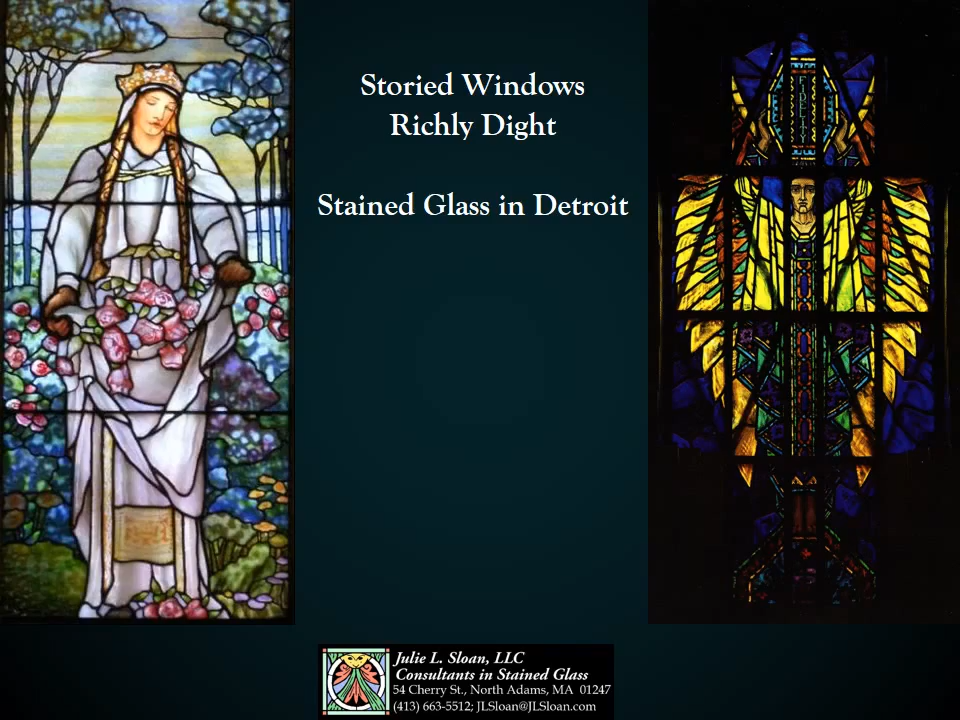 Storied Windows
Richly Dight
Stained Glass in Detroit
FIDELITY
Julie L. Sloan, LLC
Consultants in Stained Glass
54 Cherry St., North Adams, MA 01247
(413) 663-5512; JLSloan@JLSloan.com